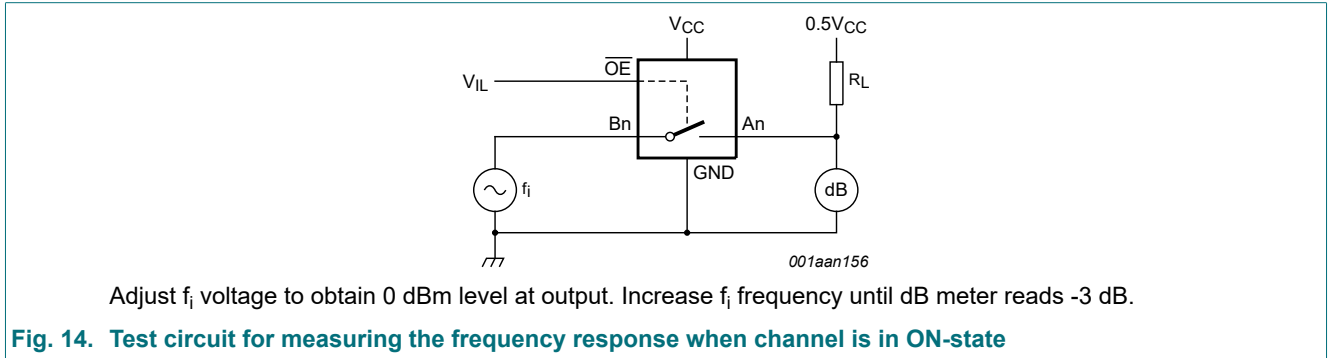 VCC
0.5VCC
OE
VIL
RL
Bn
An
GND
fi
dB
001aan156
Adjust fi voltage to obtain 0 dBm level at output. Increase fi frequency until dB meter reads -3 dB.
Fig. 14. Test circuit for measuring the frequency response when channel is in ON-state